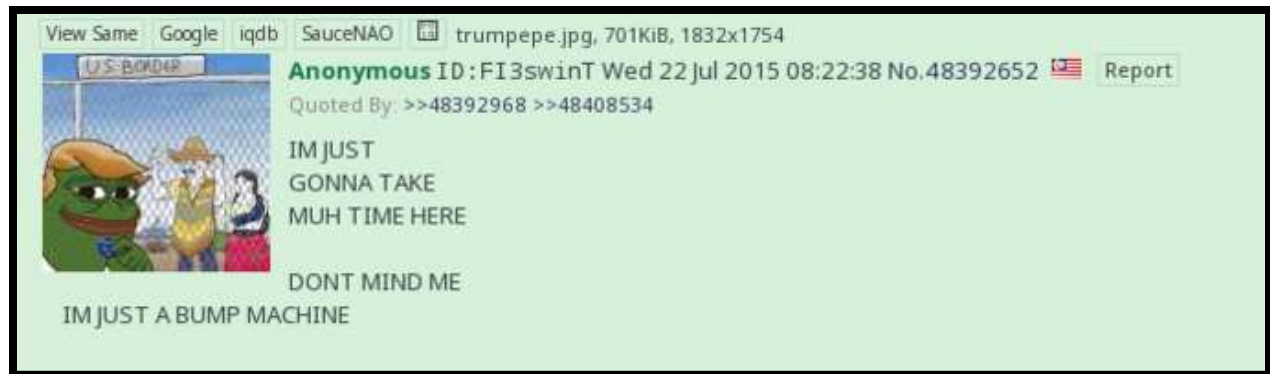 View Same Google iqdb SauceNAO trumpepe.jpg, 701KiB, 1832x1754
U.S. BORDER
Anonymous ID:FI3swinT Wed 22 Jul 2015 08:22:38 No.48392652 Report
Quoted By: >>48392968 >>48408534
IM JUST
GONNA TAKE
MUH TIME HERE
DONT MIND ME
IM JUST A BUMP MACHINE